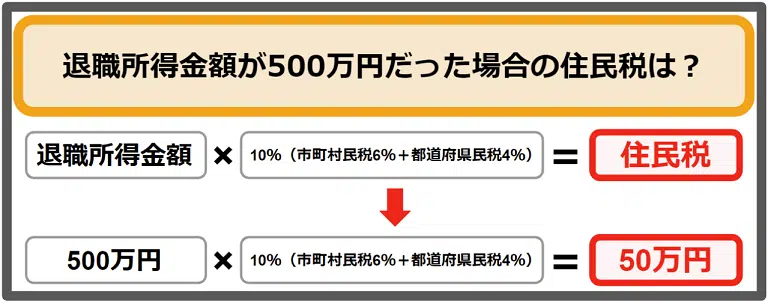 退職所得金額が500万円だった場合の住民税は？
退職所得金額 × 10%（市町村民税6%＋都道府県民税4%） = 住民税
500万円 × 10%（市町村民税6%＋都道府県民税4%） = 50万円